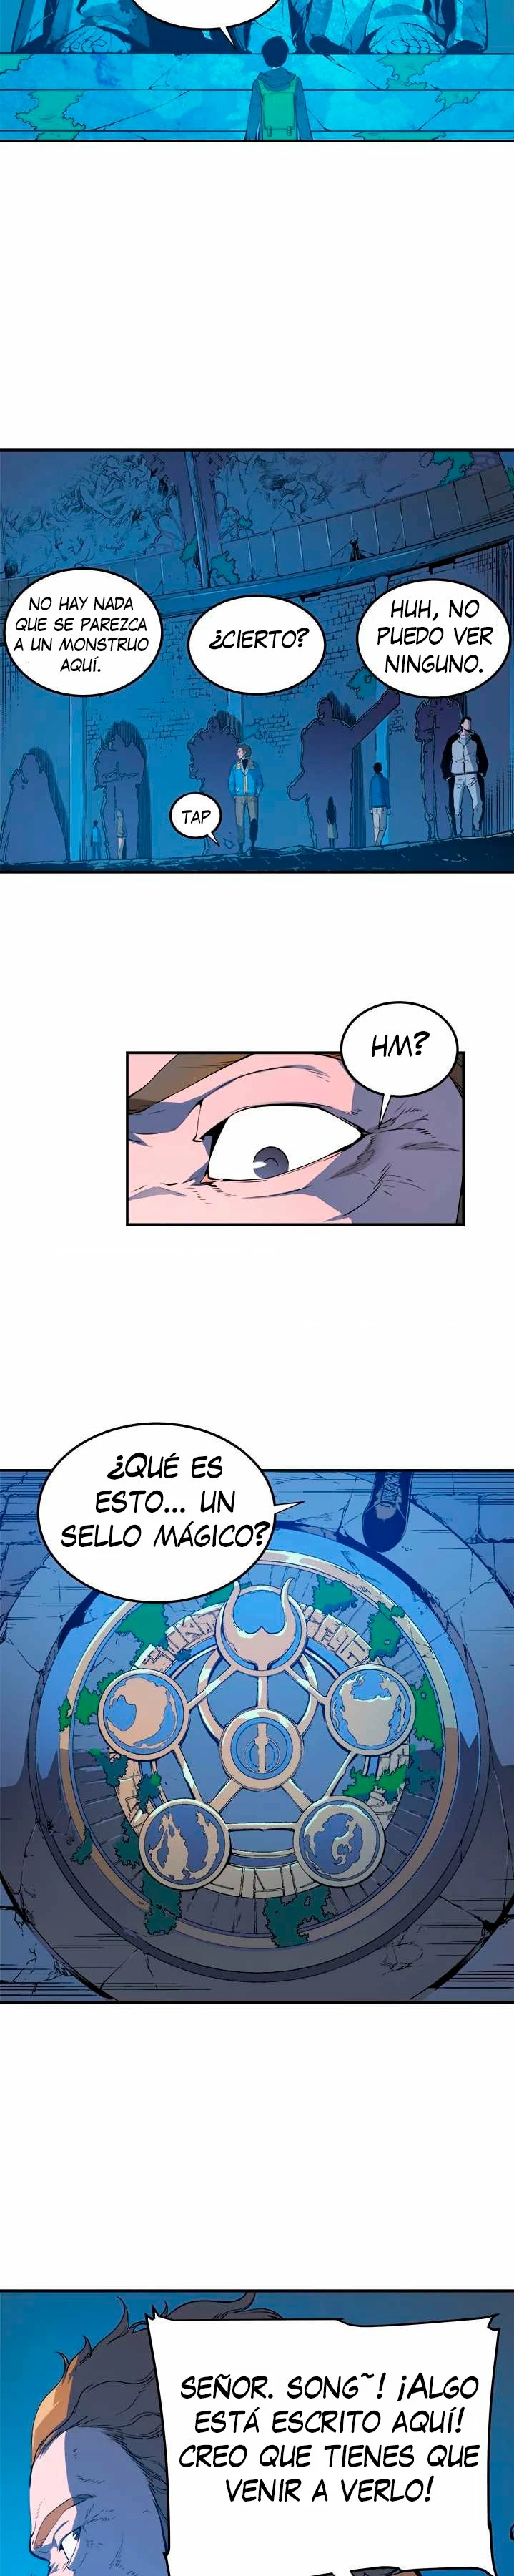 NO HAY NADA
QUE SE PAREZCA
A UN MONSTRUO
AQUÍ.
¿CIERTO?
HUH, NO
PUEDO VER
NINGUNO.
TAP
HM?
¿QUÉ ES
ESTO... UN
SELLO MÁGICO?
SEÑOR. SONG~! ¡ALGO
ESTÁ ESCRITO AQUÍ!
CREO QUE TIENES QUE
VENIR A VERLO!